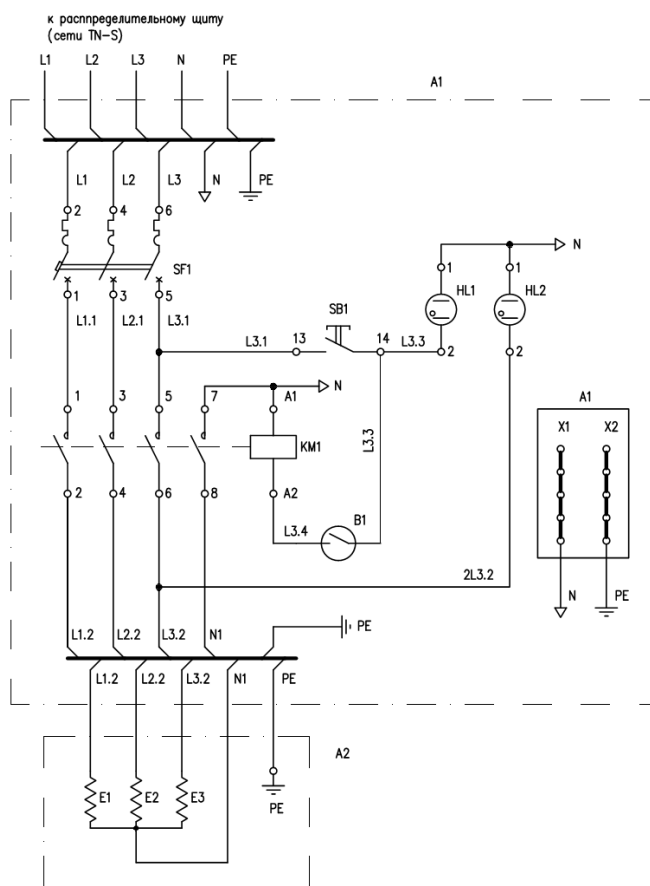 к расппределительному щиту
(сети TN-S)
L1 L2 L3 N PE
A1
L1 L2 L3 N PE
2 4 6
SF1
1 3 5
L1.1 L2.1 L3.1
N
1 1
HL1 HL2
SB1
L3.1 13 14 L3.3 2 2
1 3 5 7 A1 N
KM1
L3.3
2 4 6 8 A2
L3.4 B1
2L3.2
A1
X1 X2
N PE
L1.2 L2.2 L3.2 N1 PE
L1.2 L2.2 L3.2 N1 PE
A2
E1 E2 E3 PE